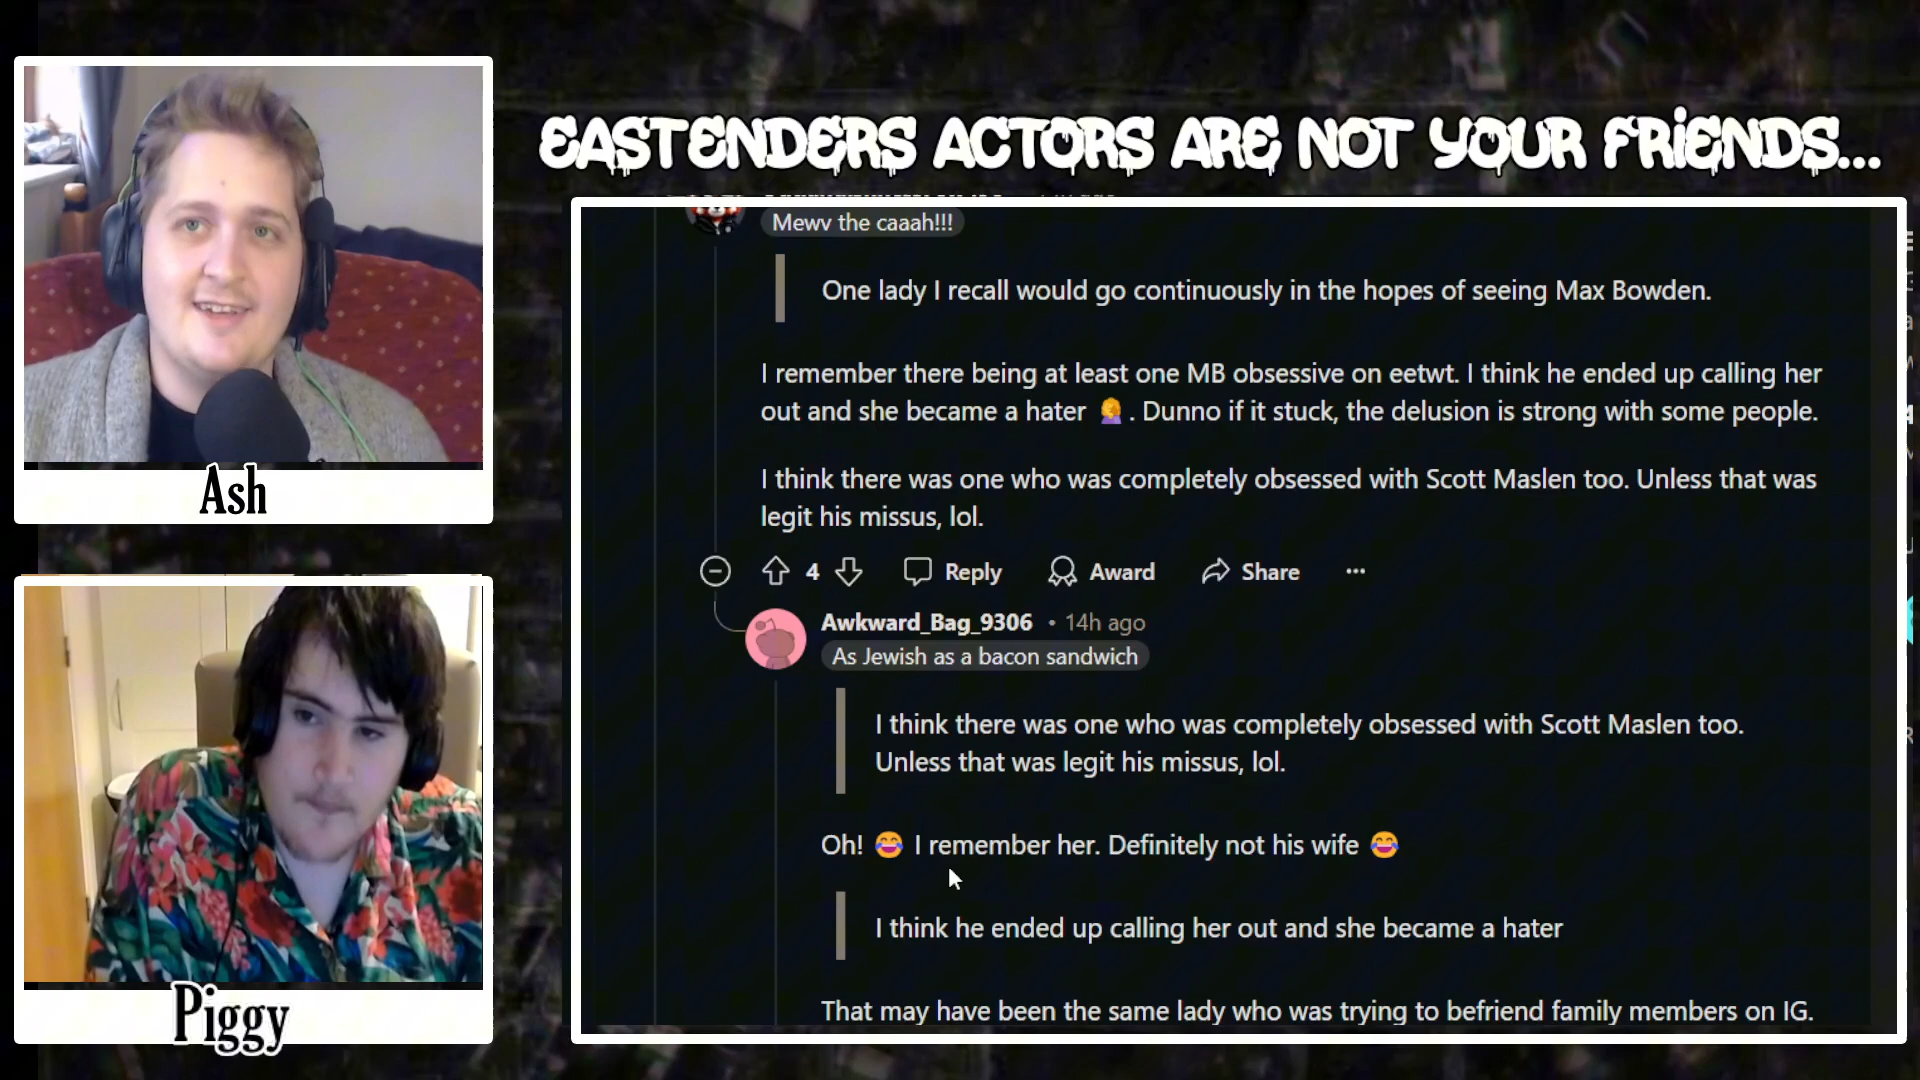 EASTENDERS ACTORS ARE NOT YOUR FRIENDS...
Mewv the caaah!!!
One lady I recall would go continuously in the hopes of seeing Max Bowden.
I remember there being at least one MB obsessive on eetwt. I think he ended up calling her
out and she became a hater 🤦‍♀️. Dunno if it stuck, the delusion is strong with some people.
I think there was one who was completely obsessed with Scott Maslen too. Unless that was
legit his missus, lol.
4 Reply Award Share ···
Awkward_Bag_9306 • 14h ago
As Jewish as a bacon sandwich
I think there was one who was completely obsessed with Scott Maslen too.
Unless that was legit his missus, lol.
Oh! 😂 I remember her. Definitely not his wife 😂
I think he ended up calling her out and she became a hater
That may have been the same lady who was trying to befriend family members on IG.
Ash
Piggy